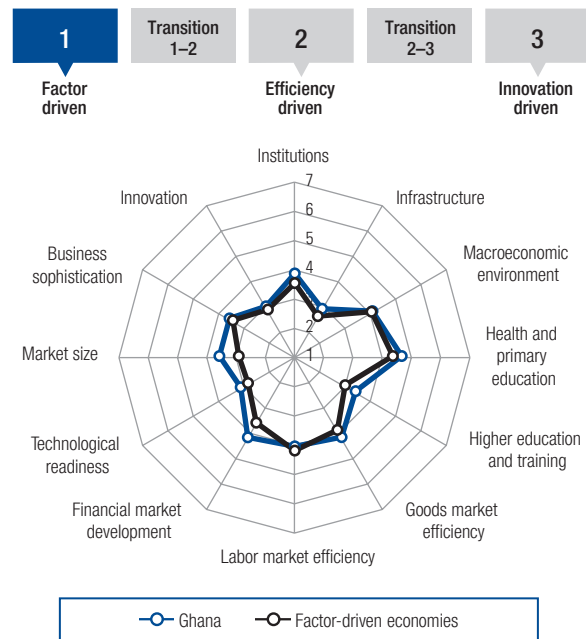 1
Transition
1–2
2
Transition
2–3
3
Factor
driven
Efficiency
driven
Innovation
driven
Institutions
7
Innovation
Infrastructure
6
5
Business
sophistication
Macroeconomic
environment
4
3
2
Market size
1
Health and
primary
education
Technological
readiness
Higher education
and training
Financial market
development
Goods market
efficiency
Labor market efficiency
Ghana
Factor-driven economies